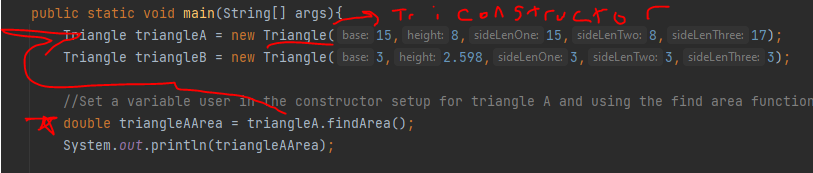 public static void main(String[] args){ Tri constructor
Triangle triangleA = new Triangle( base: 15, height: 8, sideLenOne: 15, sideLenTwo: 8, sideLenThree: 17);
Triangle triangleB = new Triangle( base: 3, height: 2.598, sideLenOne: 3, sideLenTwo: 3, sideLenThree: 3);
//Set a variable user in the constructor setup for triangle A and using the find area function
double triangleAArea = triangleA.findArea();
System.out.println(triangleAArea);